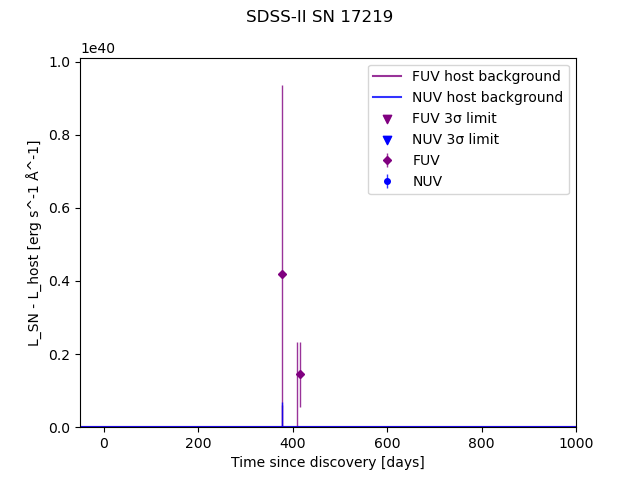 SDSS-II SN 17219
1e40
1.0
0.8
0.6
0.4
0.2
0.0
L_SN - L_host [erg s^-1 Å^-1]
FUV host background
NUV host background
FUV 3σ limit
NUV 3σ limit
FUV
NUV
0 200 400 600 800 1000
Time since discovery [days]